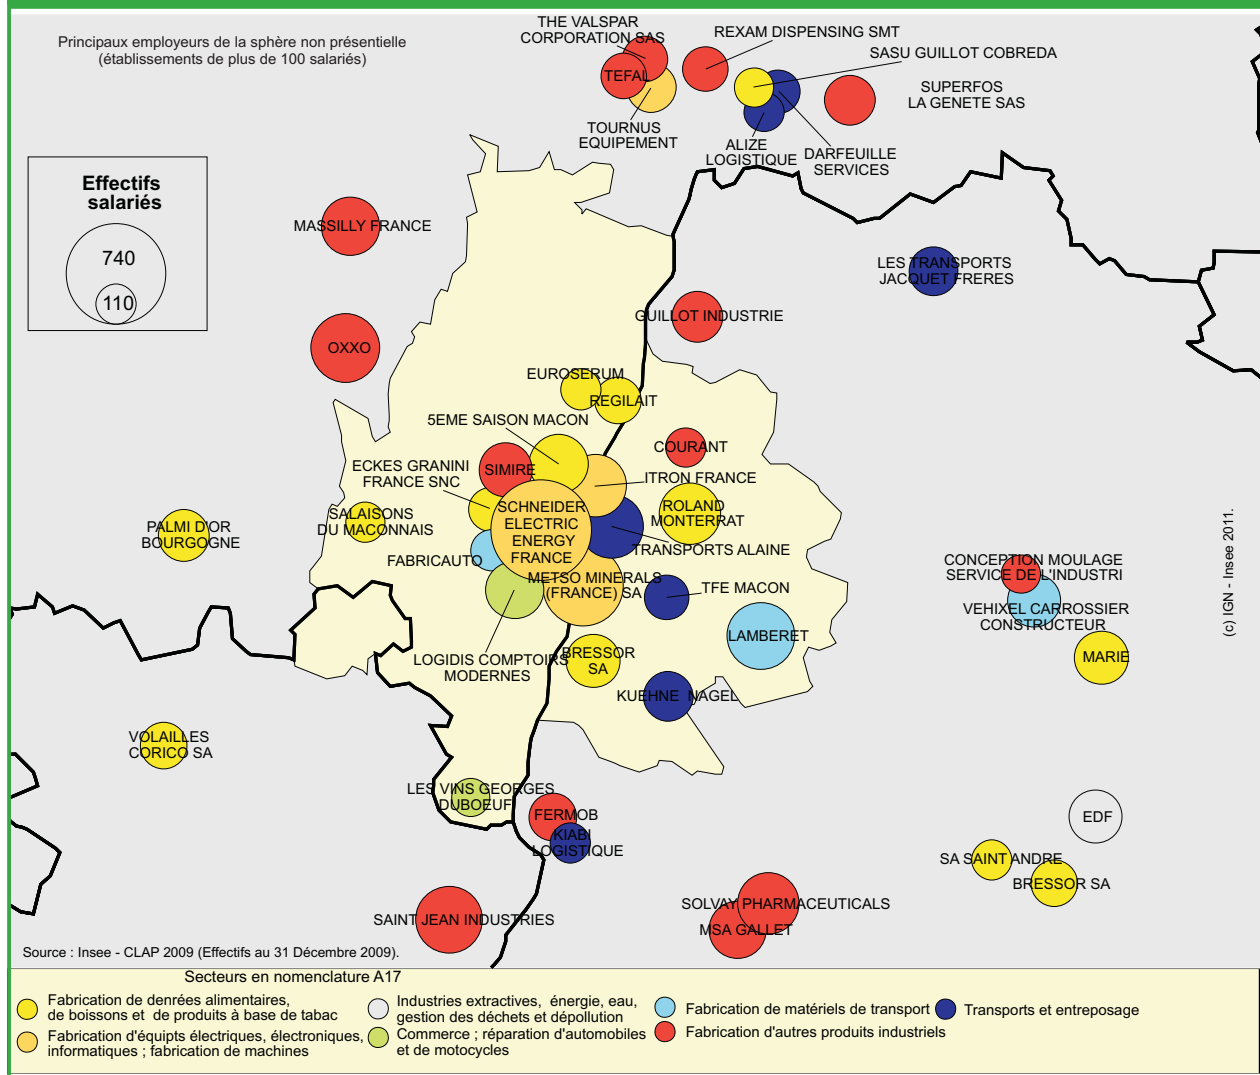 Principaux employeurs de la sphère non présentielle
(établissements de plus de 100 salariés)
THE VALSPAR
CORPORATION SAS
REXAM DISPENSING SMT
SASU GUILLOT COBREDA
TEFAL
SUPERFOS
LA GENETE SAS
TOURNUS
EQUIPEMENT
ALIZE
LOGISTIQUE
DARFEUILLE
SERVICES
Effectifs
salariés
740
110
MASSILLY FRANCE
LES TRANSPORTS
JACQUET FRERES
GUILLOT INDUSTRIE
OXXO
EUROSERUM
REGILAIT
5EME SAISON MACON
COURANT
ECKES GRANINI
FRANCE SNC
SIMIRE
ITRON FRANCE
SALAISONS
DU MACONNAIS
SCHNEIDER
ELECTRIC
ENERGY
FRANCE
ROLAND
MONTERRAT
PALMI D'OR
BOURGOGNE
TRANSPORTS ALAINE
FABRICAUTO
CONCEPTION MOULAGE
SERVICE DE L'INDUSTRI
METSO MINERALS
(FRANCE) SA
TFE MACON
VEHIXEL CARROSSIER
CONSTRUCTEUR
LAMBERET
LOGIDIS COMPTOIRS
MODERNES
BRESSOR
SA
MARIE
KUEHNE NAGEL
VOLAILLES
CORICO SA
LES VINS GEORGES
DUBOEUF
FERMOB
KIABI
LOGISTIQUE
EDF
SA SAINT ANDRE
BRESSOR SA
SAINT JEAN INDUSTRIES
SOLVAY PHARMACEUTICALS
MSA GALLET
(c) IGN - Insee 2011.
Source : Insee - CLAP 2009 (Effectifs au 31 Décembre 2009).
Secteurs en nomenclature A17
Fabrication de denrées alimentaires,
de boissons et de produits à base de tabac
Fabrication d'équipts électriques, électroniques,
informatiques ; fabrication de machines
Industries extractives, énergie, eau,
gestion des déchets et dépollution
Commerce ; réparation d'automobiles
et de motocycles
Fabrication de matériels de transport
Fabrication d'autres produits industriels
Transports et entreposage